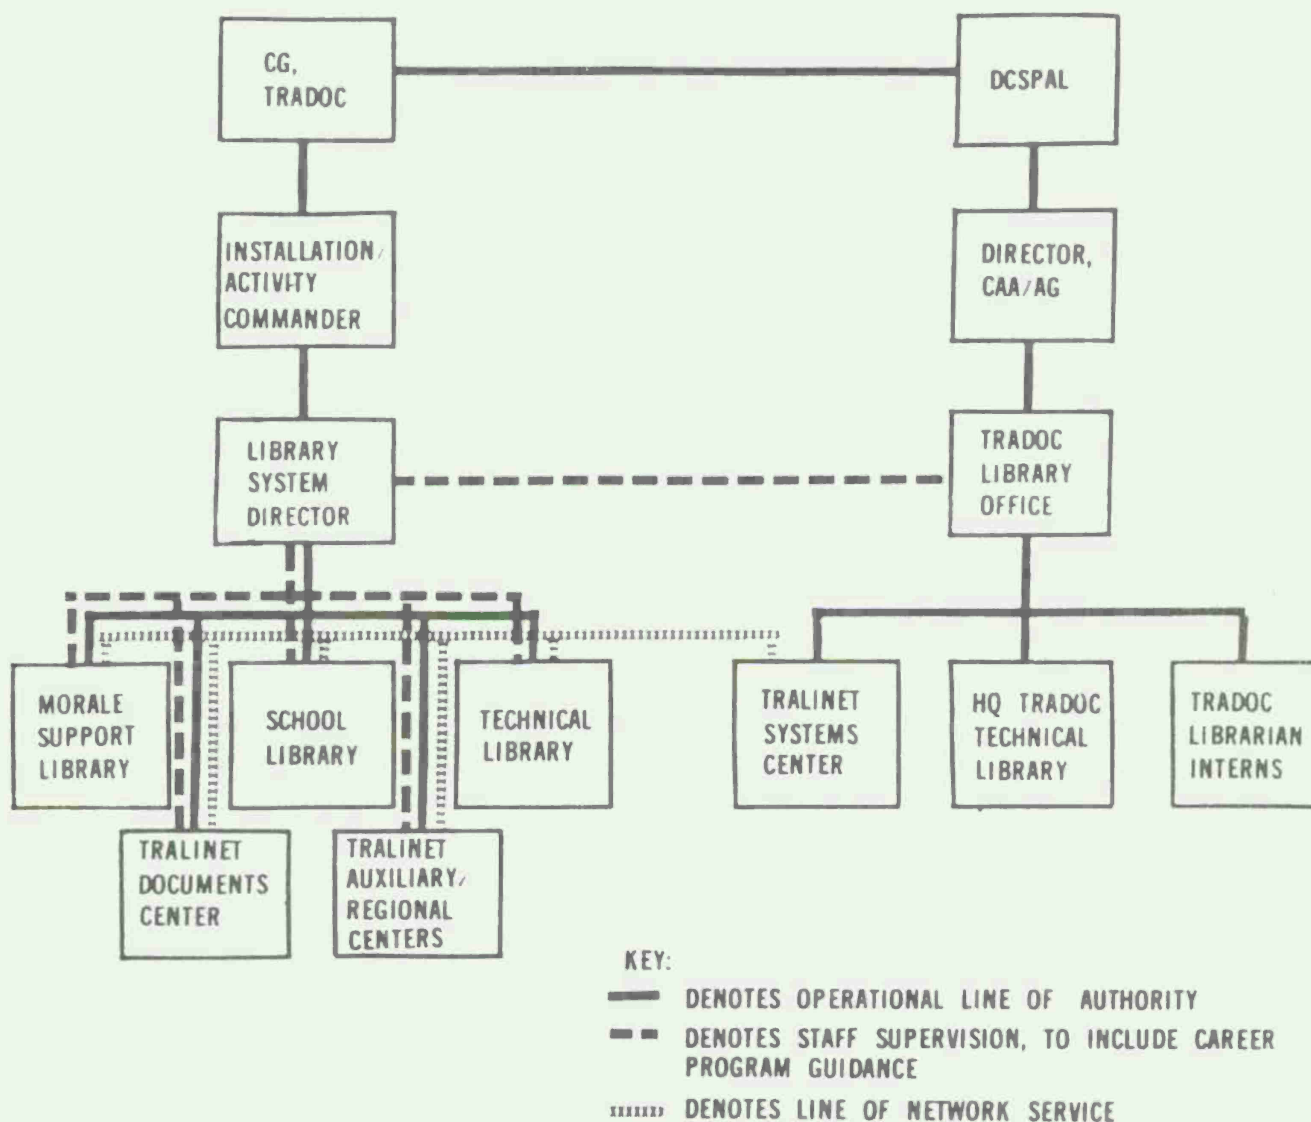 CG,
TRADOC
DCSPAL
INSTALLATION/
ACTIVITY
COMMANDER
DIRECTOR,
CAA/AG
LIBRARY
SYSTEM
DIRECTOR
TRADOC
LIBRARY
OFFICE
MORALE
SUPPORT
LIBRARY
SCHOOL
LIBRARY
TECHNICAL
LIBRARY
TRALINET
SYSTEMS
CENTER
HQ TRADOC
TECHNICAL
LIBRARY
TRADOC
LIBRARIAN
INTERNS
TRALINET
DOCUMENTS
CENTER
TRALINET
AUXILIARY/
REGIONAL
CENTERS
KEY:
DENOTES OPERATIONAL LINE OF AUTHORITY
DENOTES STAFF SUPERVISION, TO INCLUDE CAREER
PROGRAM GUIDANCE
DENOTES LINE OF NETWORK SERVICE